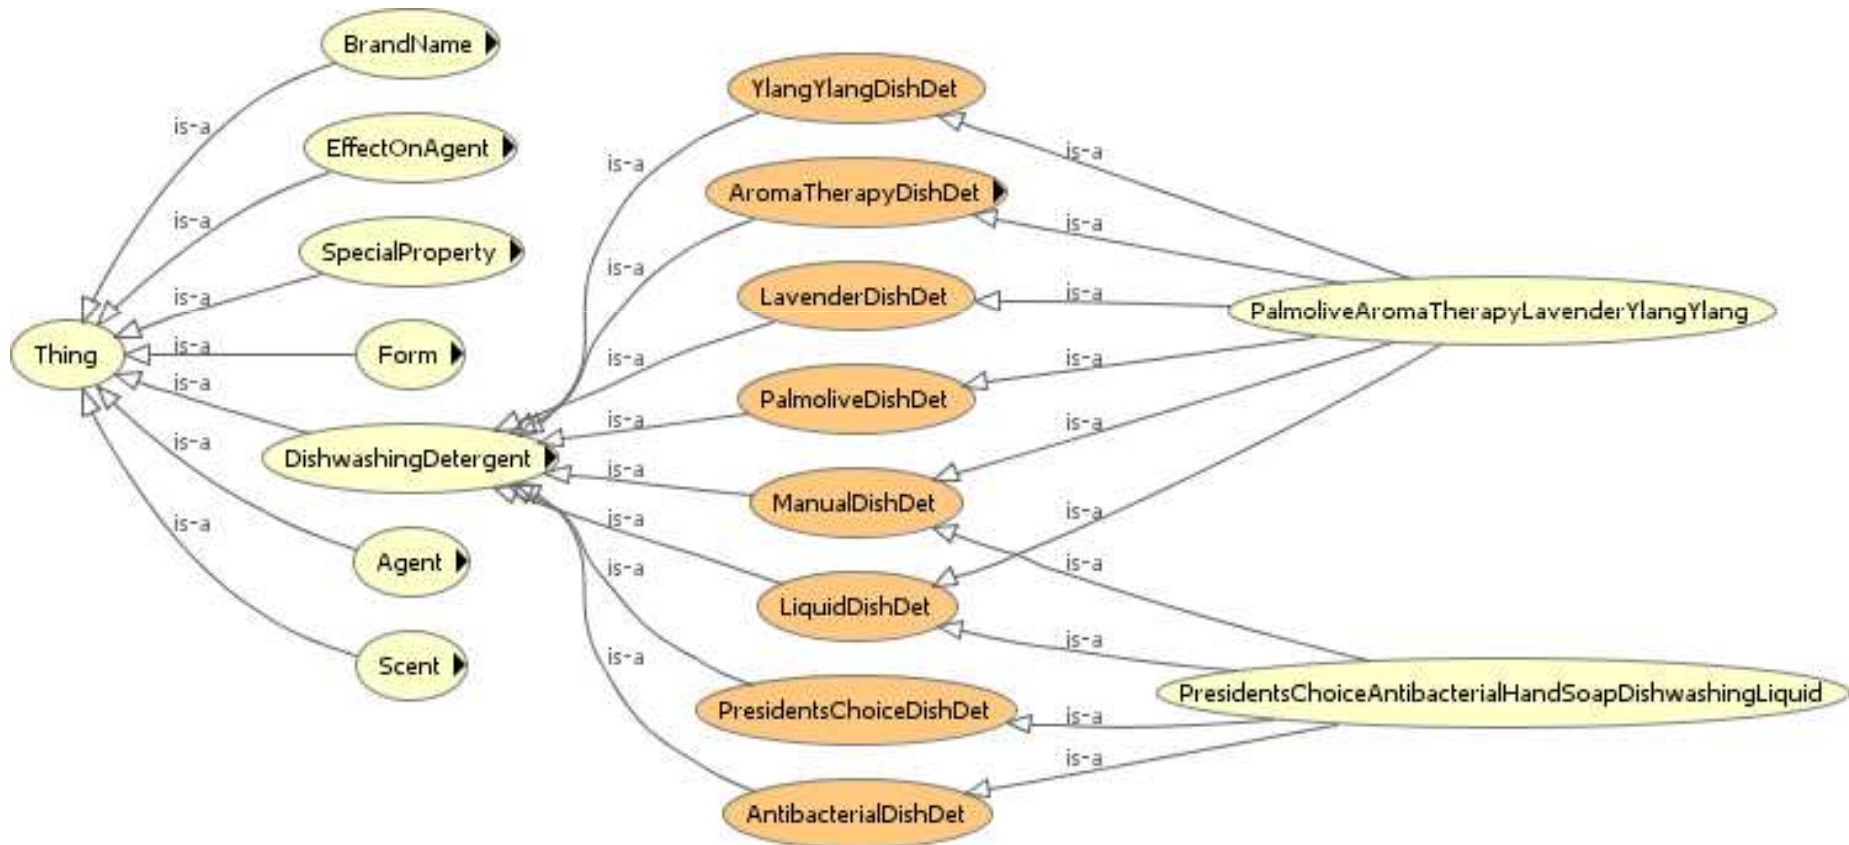 BrandName
is-a
EffectOnAgent
is-a
SpecialProperty
is-a
Thing
is-a
Form
is-a
DishwashingDetergent
is-a
Agent
is-a
Scent
YlangYlangDishDet
is-a
AromaTherapyDishDet
is-a
LavenderDishDet
is-a
PalmoliveDishDet
is-a
ManualDishDet
is-a
LiquidDishDet
is-a
PresidentsChoiceDishDet
is-a
AntibacterialDishDet
is-a
is-a
is-a
is-a
PalmoliveAromaTherapyLavenderYlangYlang
is-a
is-a
is-a
is-a
is-a
PresidentsChoiceAntibacterialHandSoapDishwashingLiquid
is-a
is-a